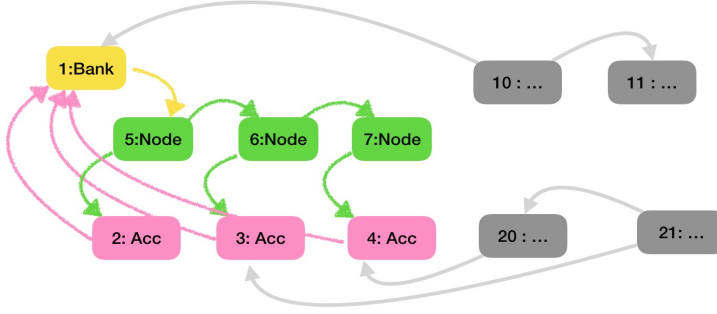 1:Bank
10 : ...
11 : ...
5:Node
6:Node
7:Node
2: Acc
3: Acc
4: Acc
20 : ...
21: ...